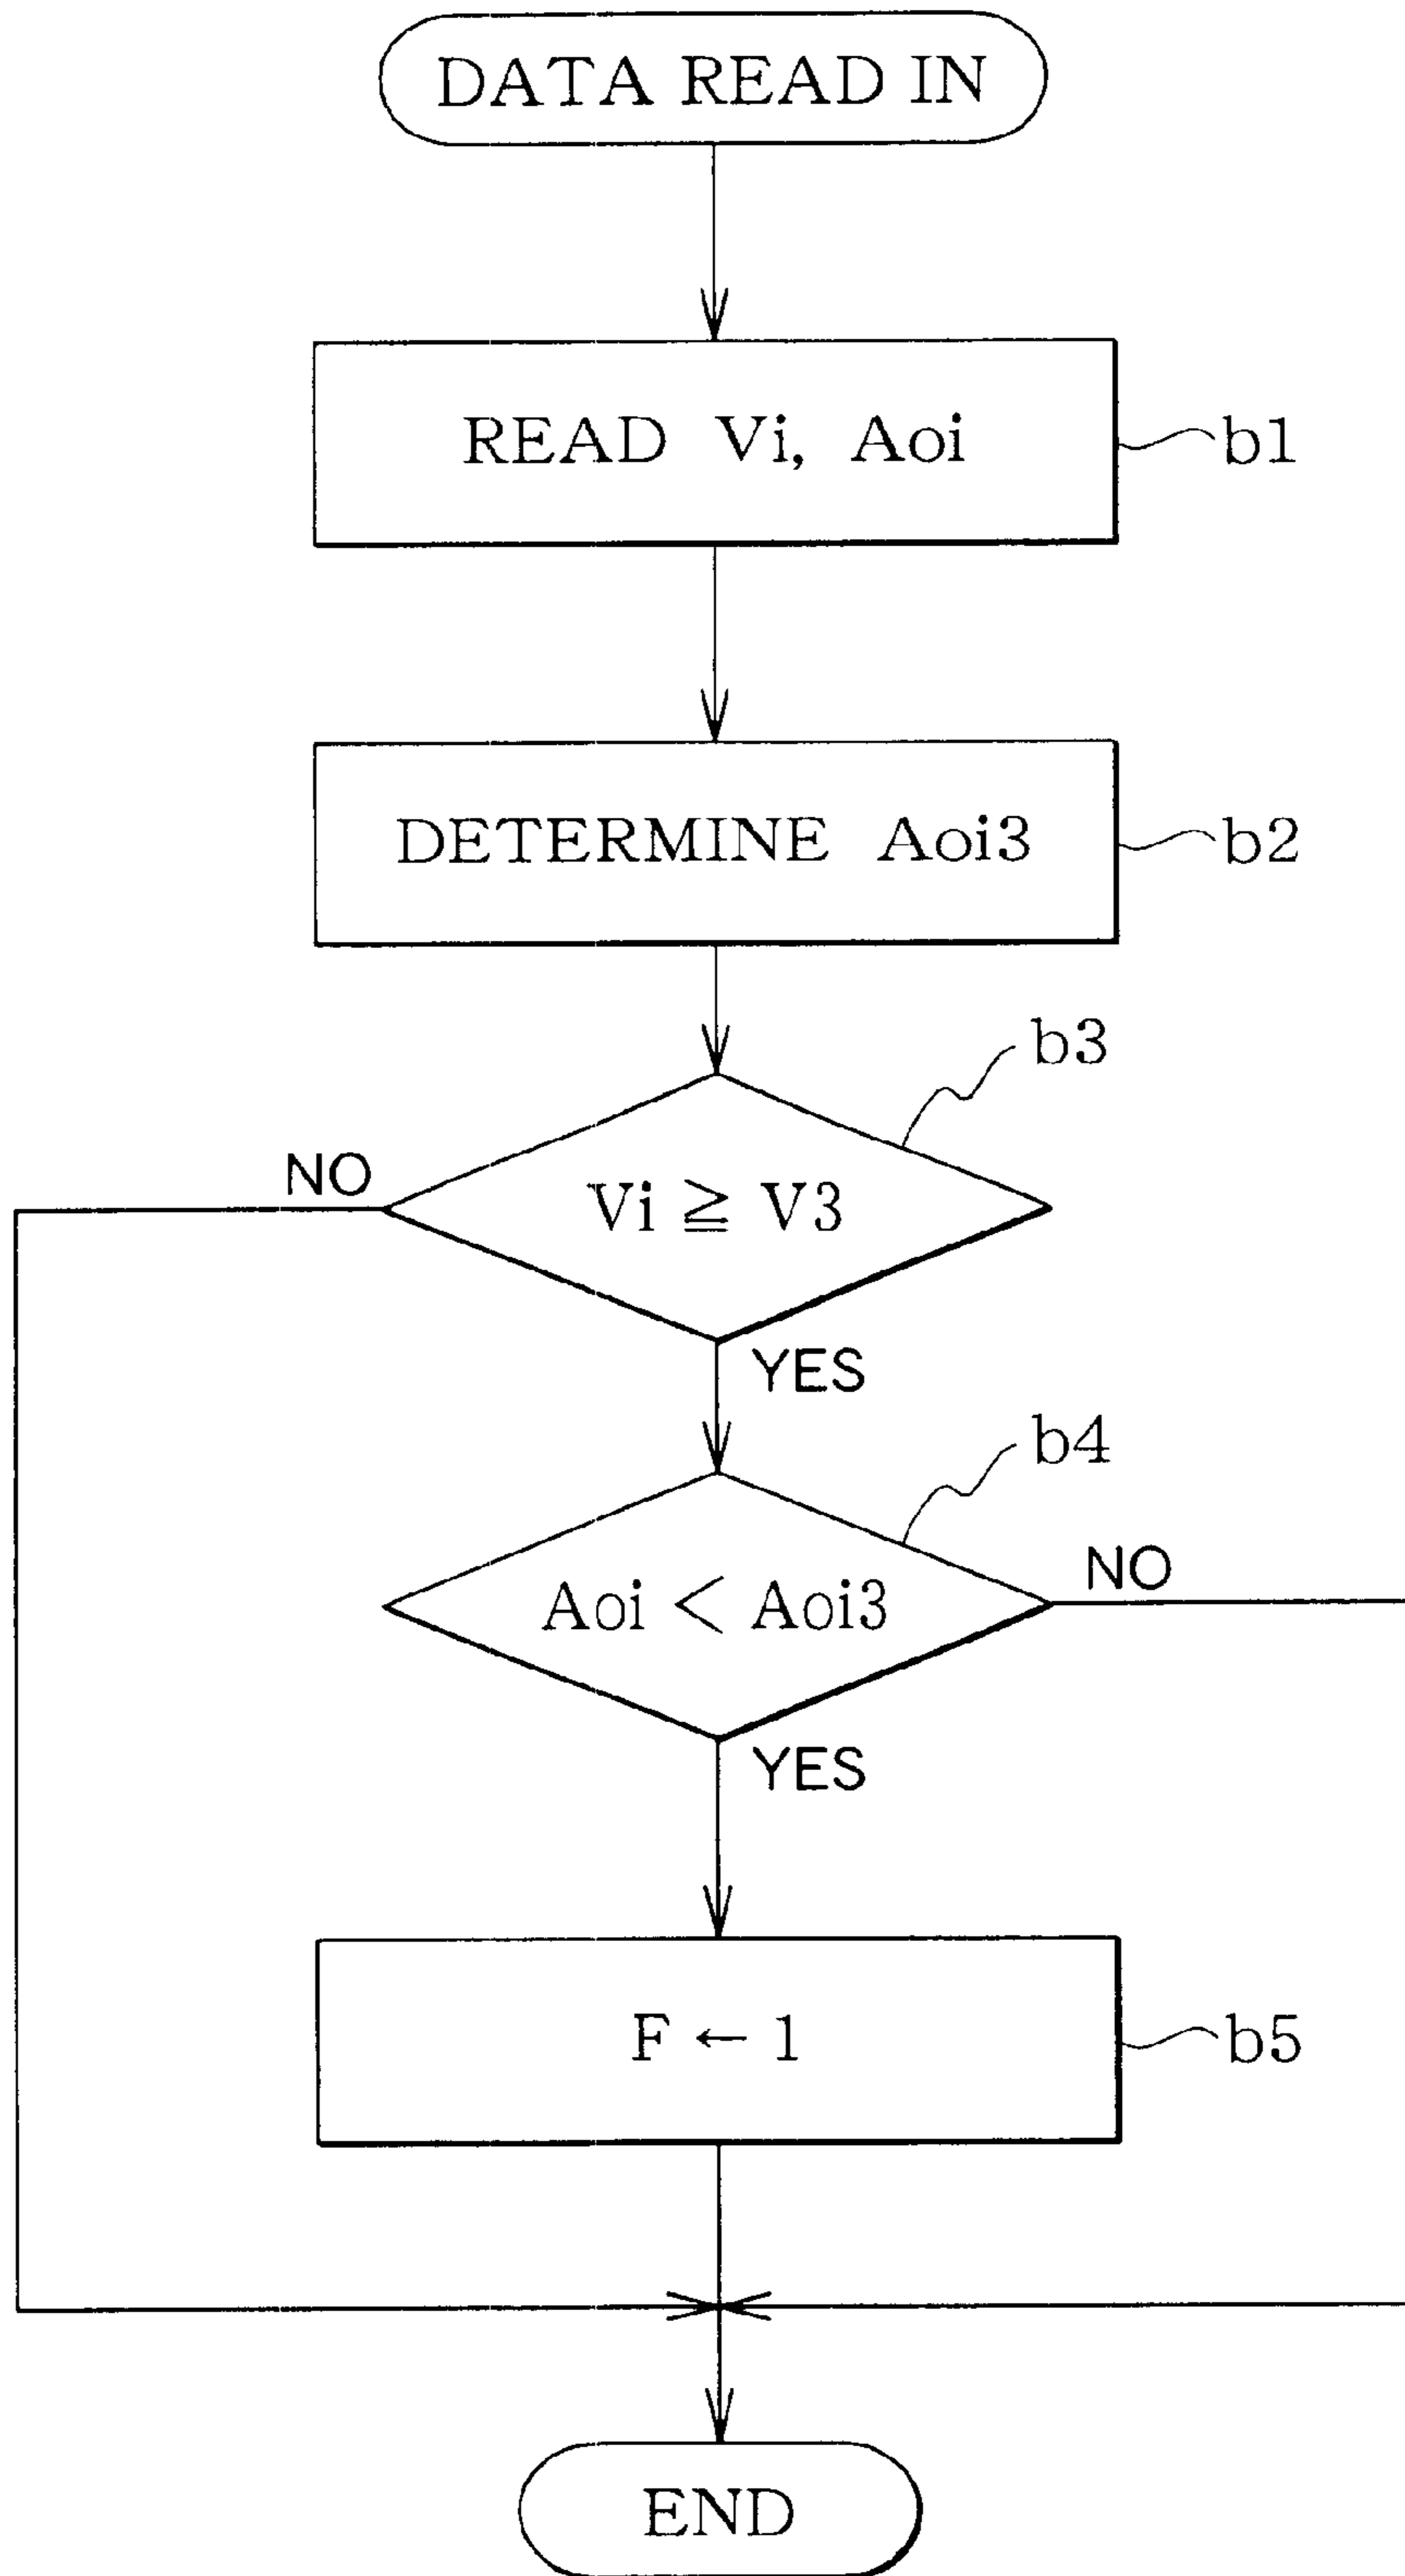 DATA READ IN
READ Vi, Aoi
b1
DETERMINE Aoi3
b2
b3
NO
Vi ≧ V3
YES
b4
NO
Aoi < Aoi3
YES
F ← 1
b5
END